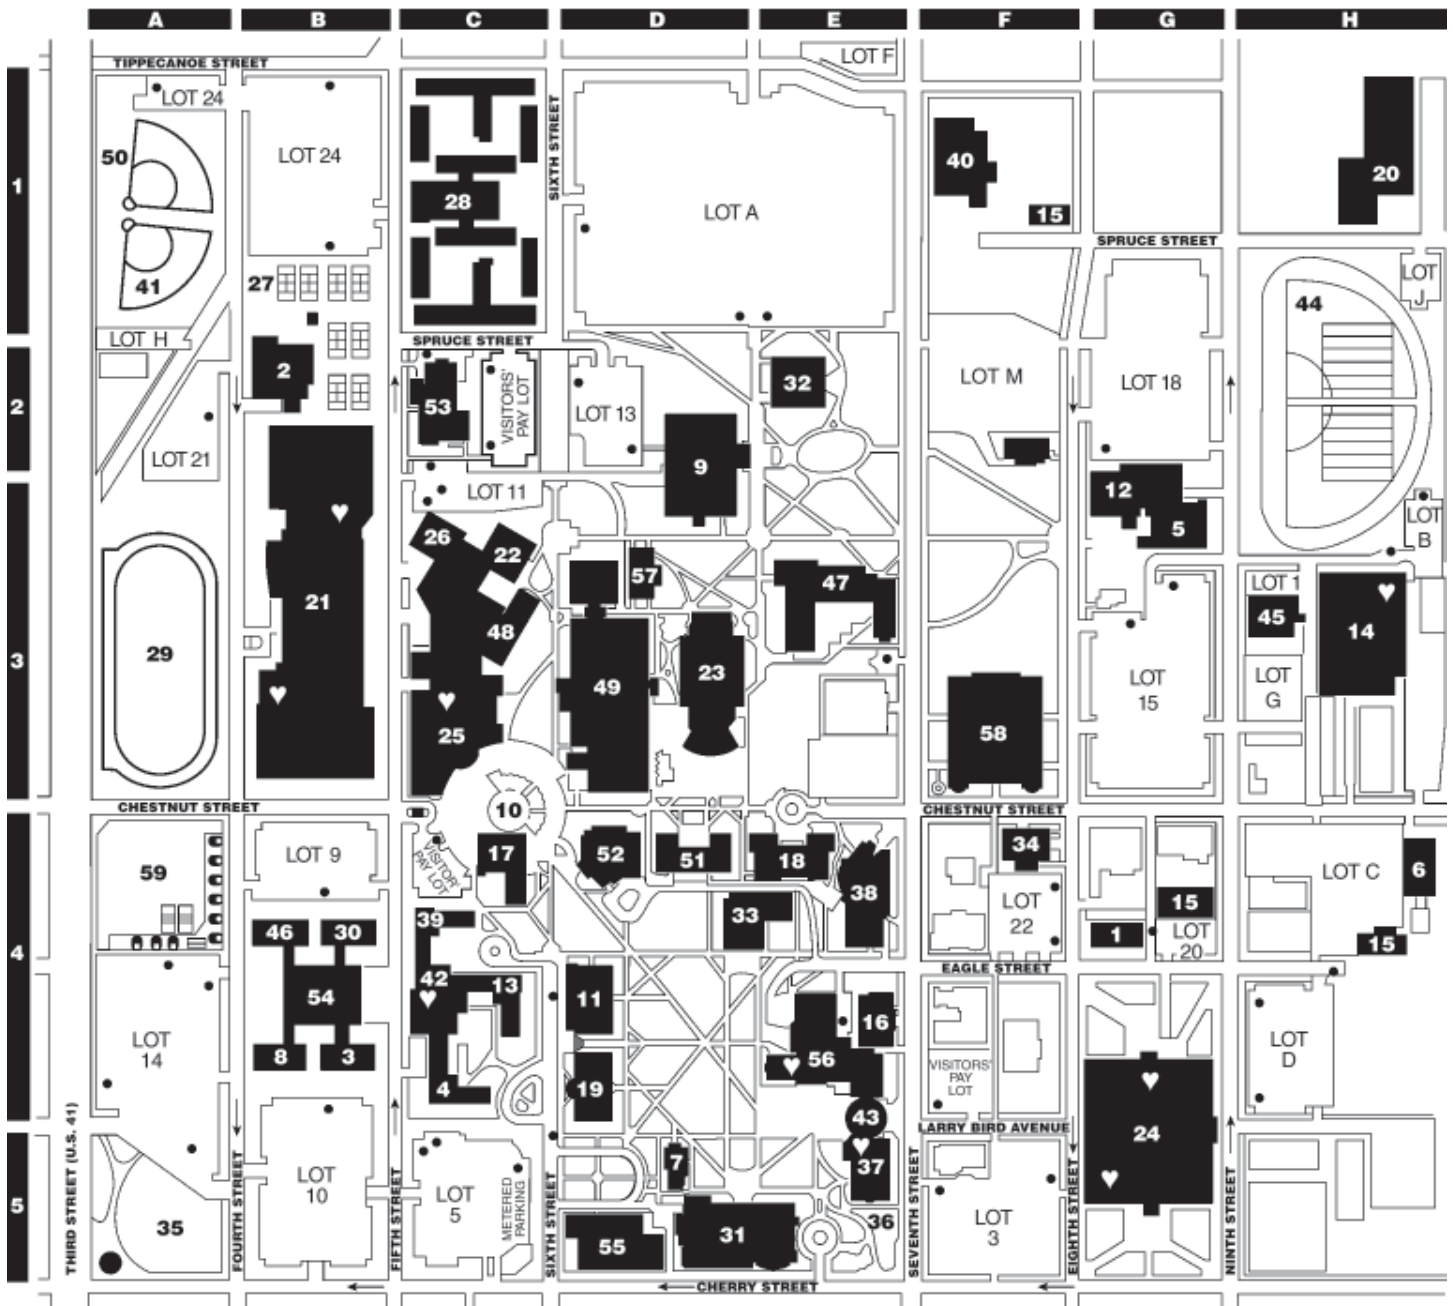 A B C D E F G H
TIPPECANOE STREET
LOT F
LOT 24
50
LOT 24
28
SIXTH STREET
LOT A
40
15
20
1
SPRUCE STREET
41
27
LOT J
44
LOT H
SPRUCE STREET
2
53
VISITORS' PAY LOT
LOT 13
32
LOT M
LOT 18
2
LOT 21
9
LOT 11
12
5
LOT B
26
22
57
47
LOT 1
45
14
21
48
29
49
23
LOT 15
LOT G
3
25
58
CHESTNUT STREET
10
CHESTNUT STREET
LOT 9
VISITOR' PAY LOT
17
52
51
18
34
59
38
LOT C
6
LOT 22
15
LOT 20
39
33
46
30
1
15
4
EAGLE STREET
42
13
11
16
54
LOT 14
56
VISITORS' PAY LOT
LOT D
8
3
4
19
43
LARRY BIRD AVENUE
24
THIRD STREET (U.S. 41)
FOURTH STREET
LOT 10
FIFTH STREET
LOT 5
METERED PARKING
SIXTH STREET
7
37
SEVENTH STREET
LOT 3
EIGHTH STREET
NINTH STREET
5
35
55
31
36
CHERRY STREET